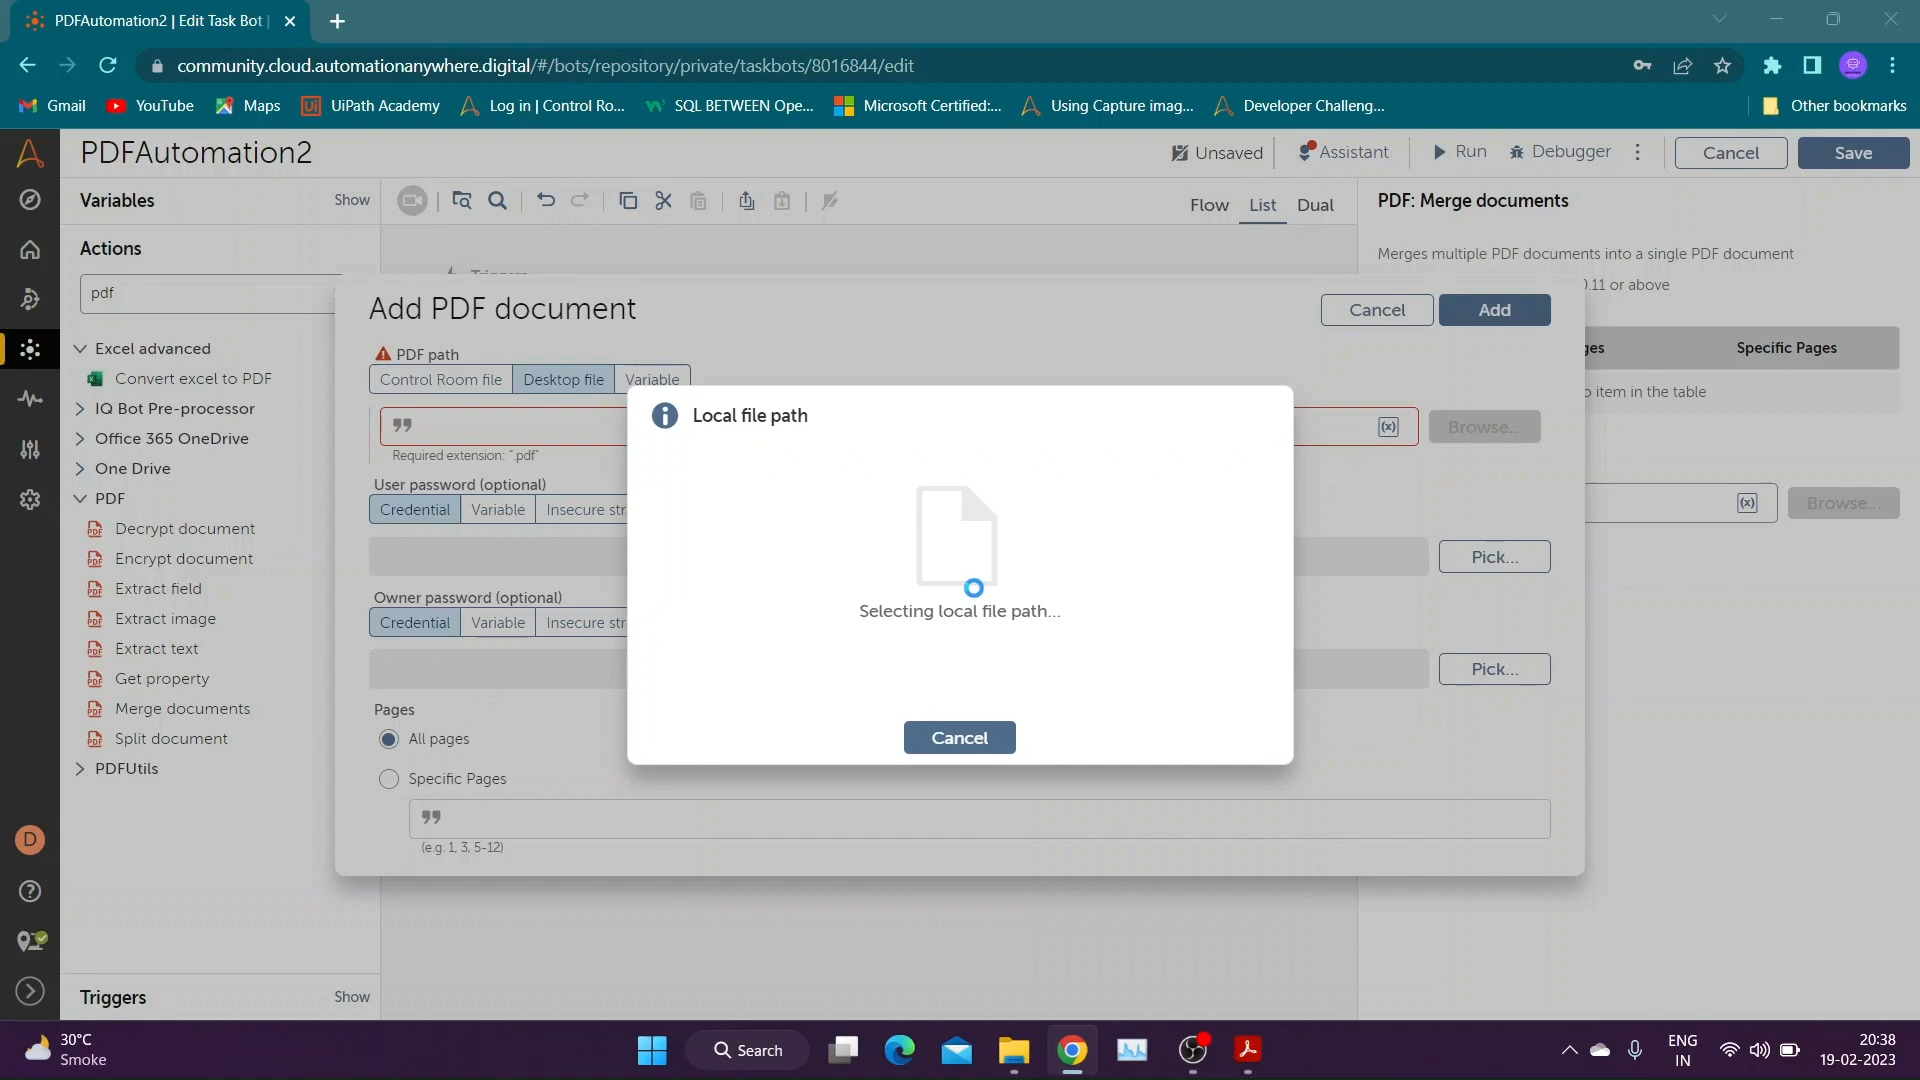 PDFAutomation2 | Edit Task Bot |
community.cloud.automationanywhere.digital/#/bots/repository/private/taskbots/8016844/edit
Gmail YouTube Maps UiPath Academy Log in | Control Ro... SQL BETWEEN Ope... Microsoft Certified:... Using Capture imag... Developer Challeng... Other bookmarks
PDFAutomation2 Unsaved Assistant Run Debugger Cancel Save
Variables Show
Flow List Dual
PDF: Merge documents
Actions
Merges multiple PDF documents into a single PDF document
pdf
0.11 or above
Add PDF document Cancel Add
Excel advanced
PDF path
ges Specific Pages
Convert excel to PDF
Control Room file Desktop file Variable
o item in the table
IQ Bot Pre-processor
Local file path
Browse...
Required extension: ".pdf"
Office 365 OneDrive
One Drive
User password (optional)
PDF
Credential Variable Insecure str
Browse...
Decrypt document
Encrypt document
Pick...
Extract field
Owner password (optional)
Selecting local file path...
Extract image
Credential Variable Insecure str
Extract text
Pick...
Get property
Merge documents
Pages
Split document
All pages
Cancel
PDFUtils
Specific Pages
(e.g. 1, 3, 5-12)
D
Triggers Show
30°C
Smoke
Search
ENG
IN
20:38
19-02-2023